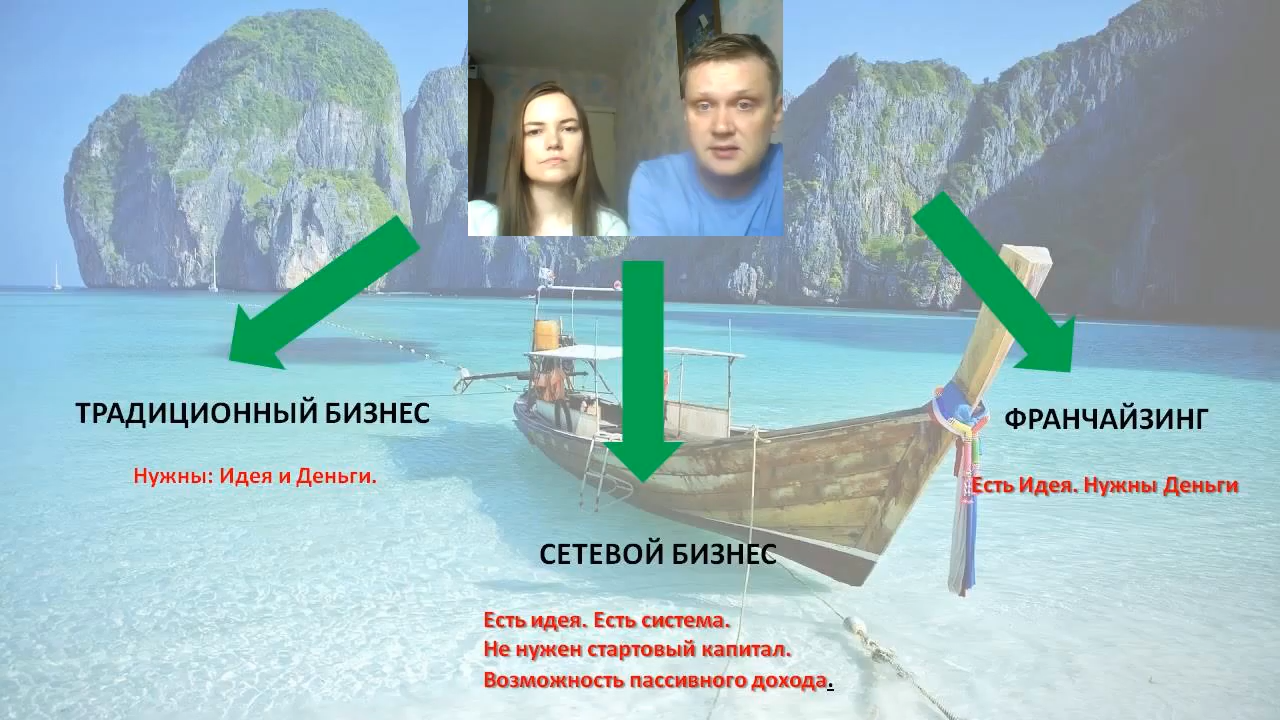 ТРАДИЦИОННЫЙ БИЗНЕС
Нужны: Идея и Деньги.
ФРАНЧАЙЗИНГ
Есть Идея. Нужны Деньги
СЕТЕВОЙ БИЗНЕС
Есть идея. Есть система.
Не нужен стартовый капитал.
Возможность пассивного дохода.